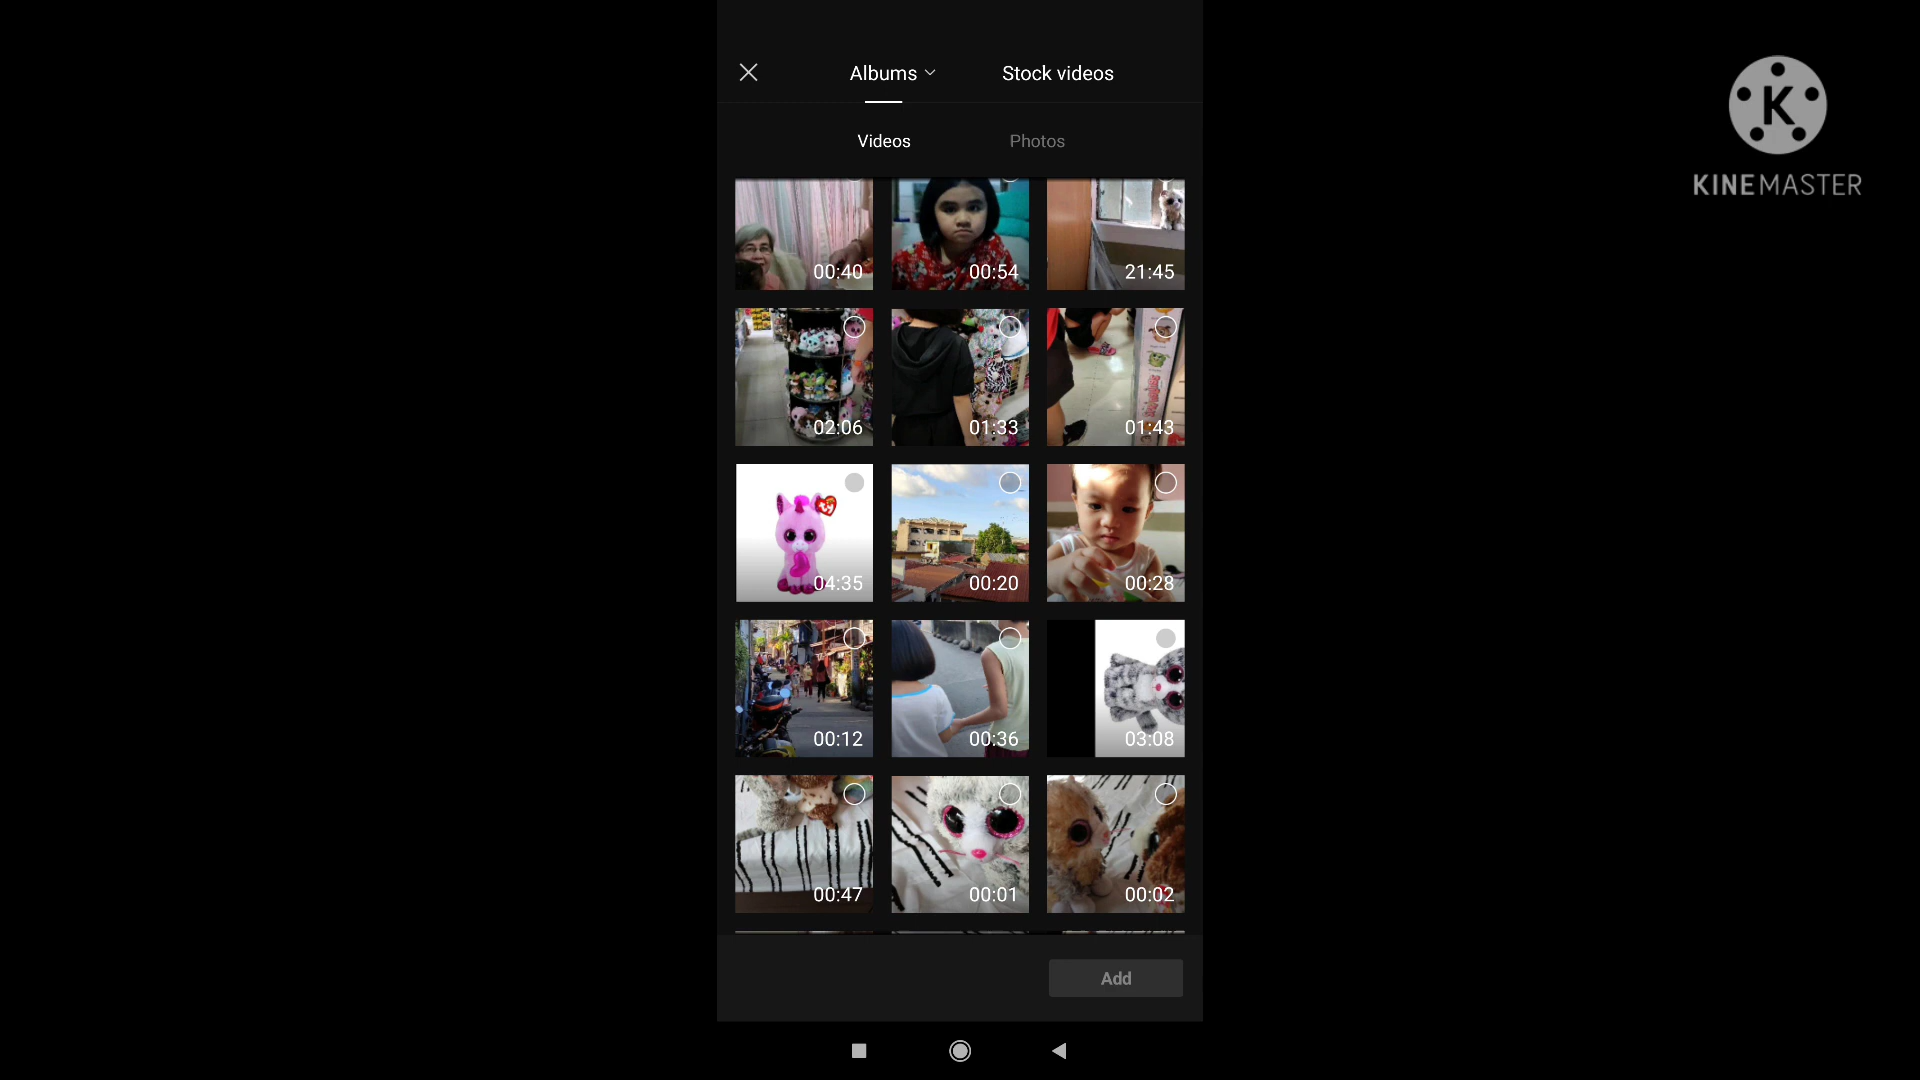 Albums
Stock videos
Videos
Photos
00:40
00:54
21:45
02:06
01:33
01:43
04:35
00:20
00:28
00:12
00:36
03:08
00:47
00:01
00:02
Add
K
KINEMASTER